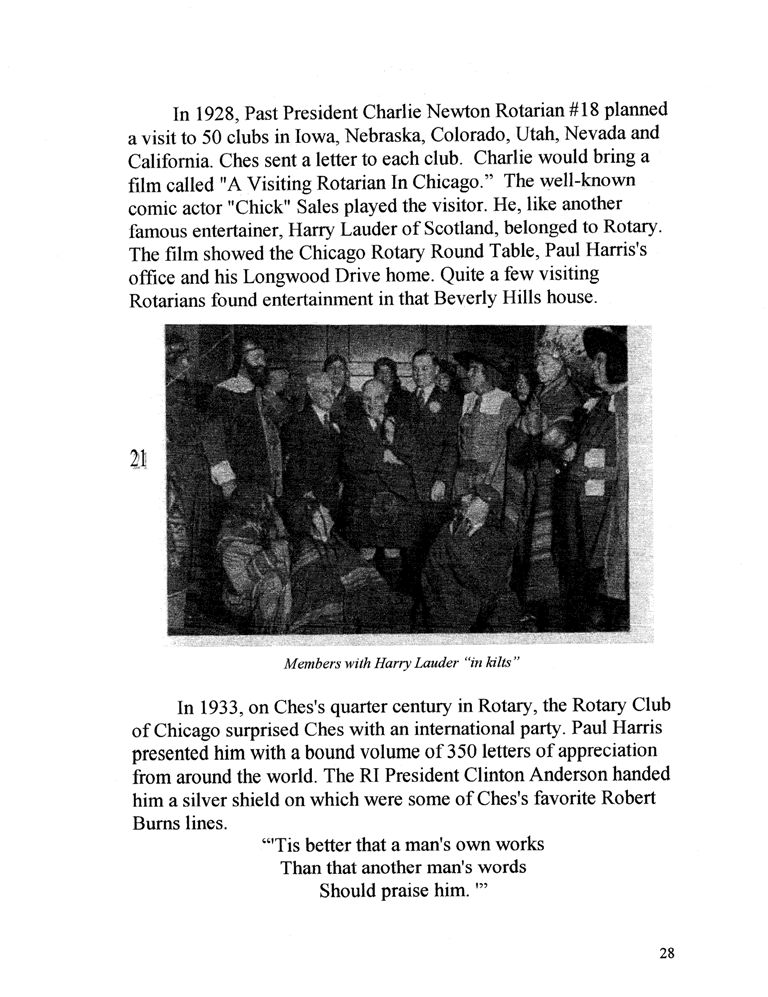 In 1928, Past President Charlie Newton Rotarian #18 planned
a visit to 50 clubs in Iowa, Nebraska, Colorado, Utah, Nevada and
California. Ches sent a letter to each club.  Charlie would bring a
film called "A Visiting Rotarian In Chicago.”  The well-known
comic actor "Chick" Sales played the visitor. He, like another
famous entertainer, Harry Lauder of Scotland, belonged to Rotary.
The film showed the Chicago Rotary Round Table, Paul Harris's
office and his Longwood Drive home. Quite a few visiting
Rotarians found entertainment in that Beverly Hills house.
21
Members with Harry Lauder “in kilts”
In 1933, on Ches's quarter century in Rotary, the Rotary Club
of Chicago surprised Ches with an international party. Paul Harris
presented him with a bound volume of 350 letters of appreciation
from around the world. The RI President Clinton Anderson handed
him a silver shield on which were some of Ches's favorite Robert
Burns lines.
“'Tis better that a man's own works
Than that another man's words
Should praise him. '”
28